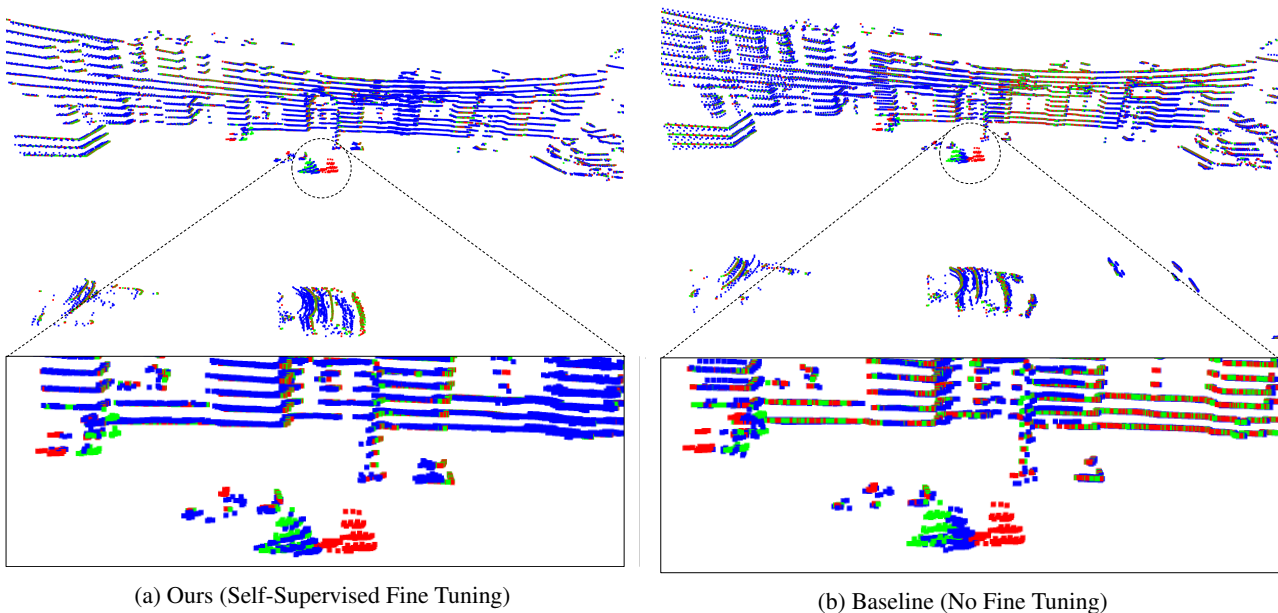 (a) Ours (Self-Supervised Fine Tuning)
(b) Baseline (No Fine Tuning)